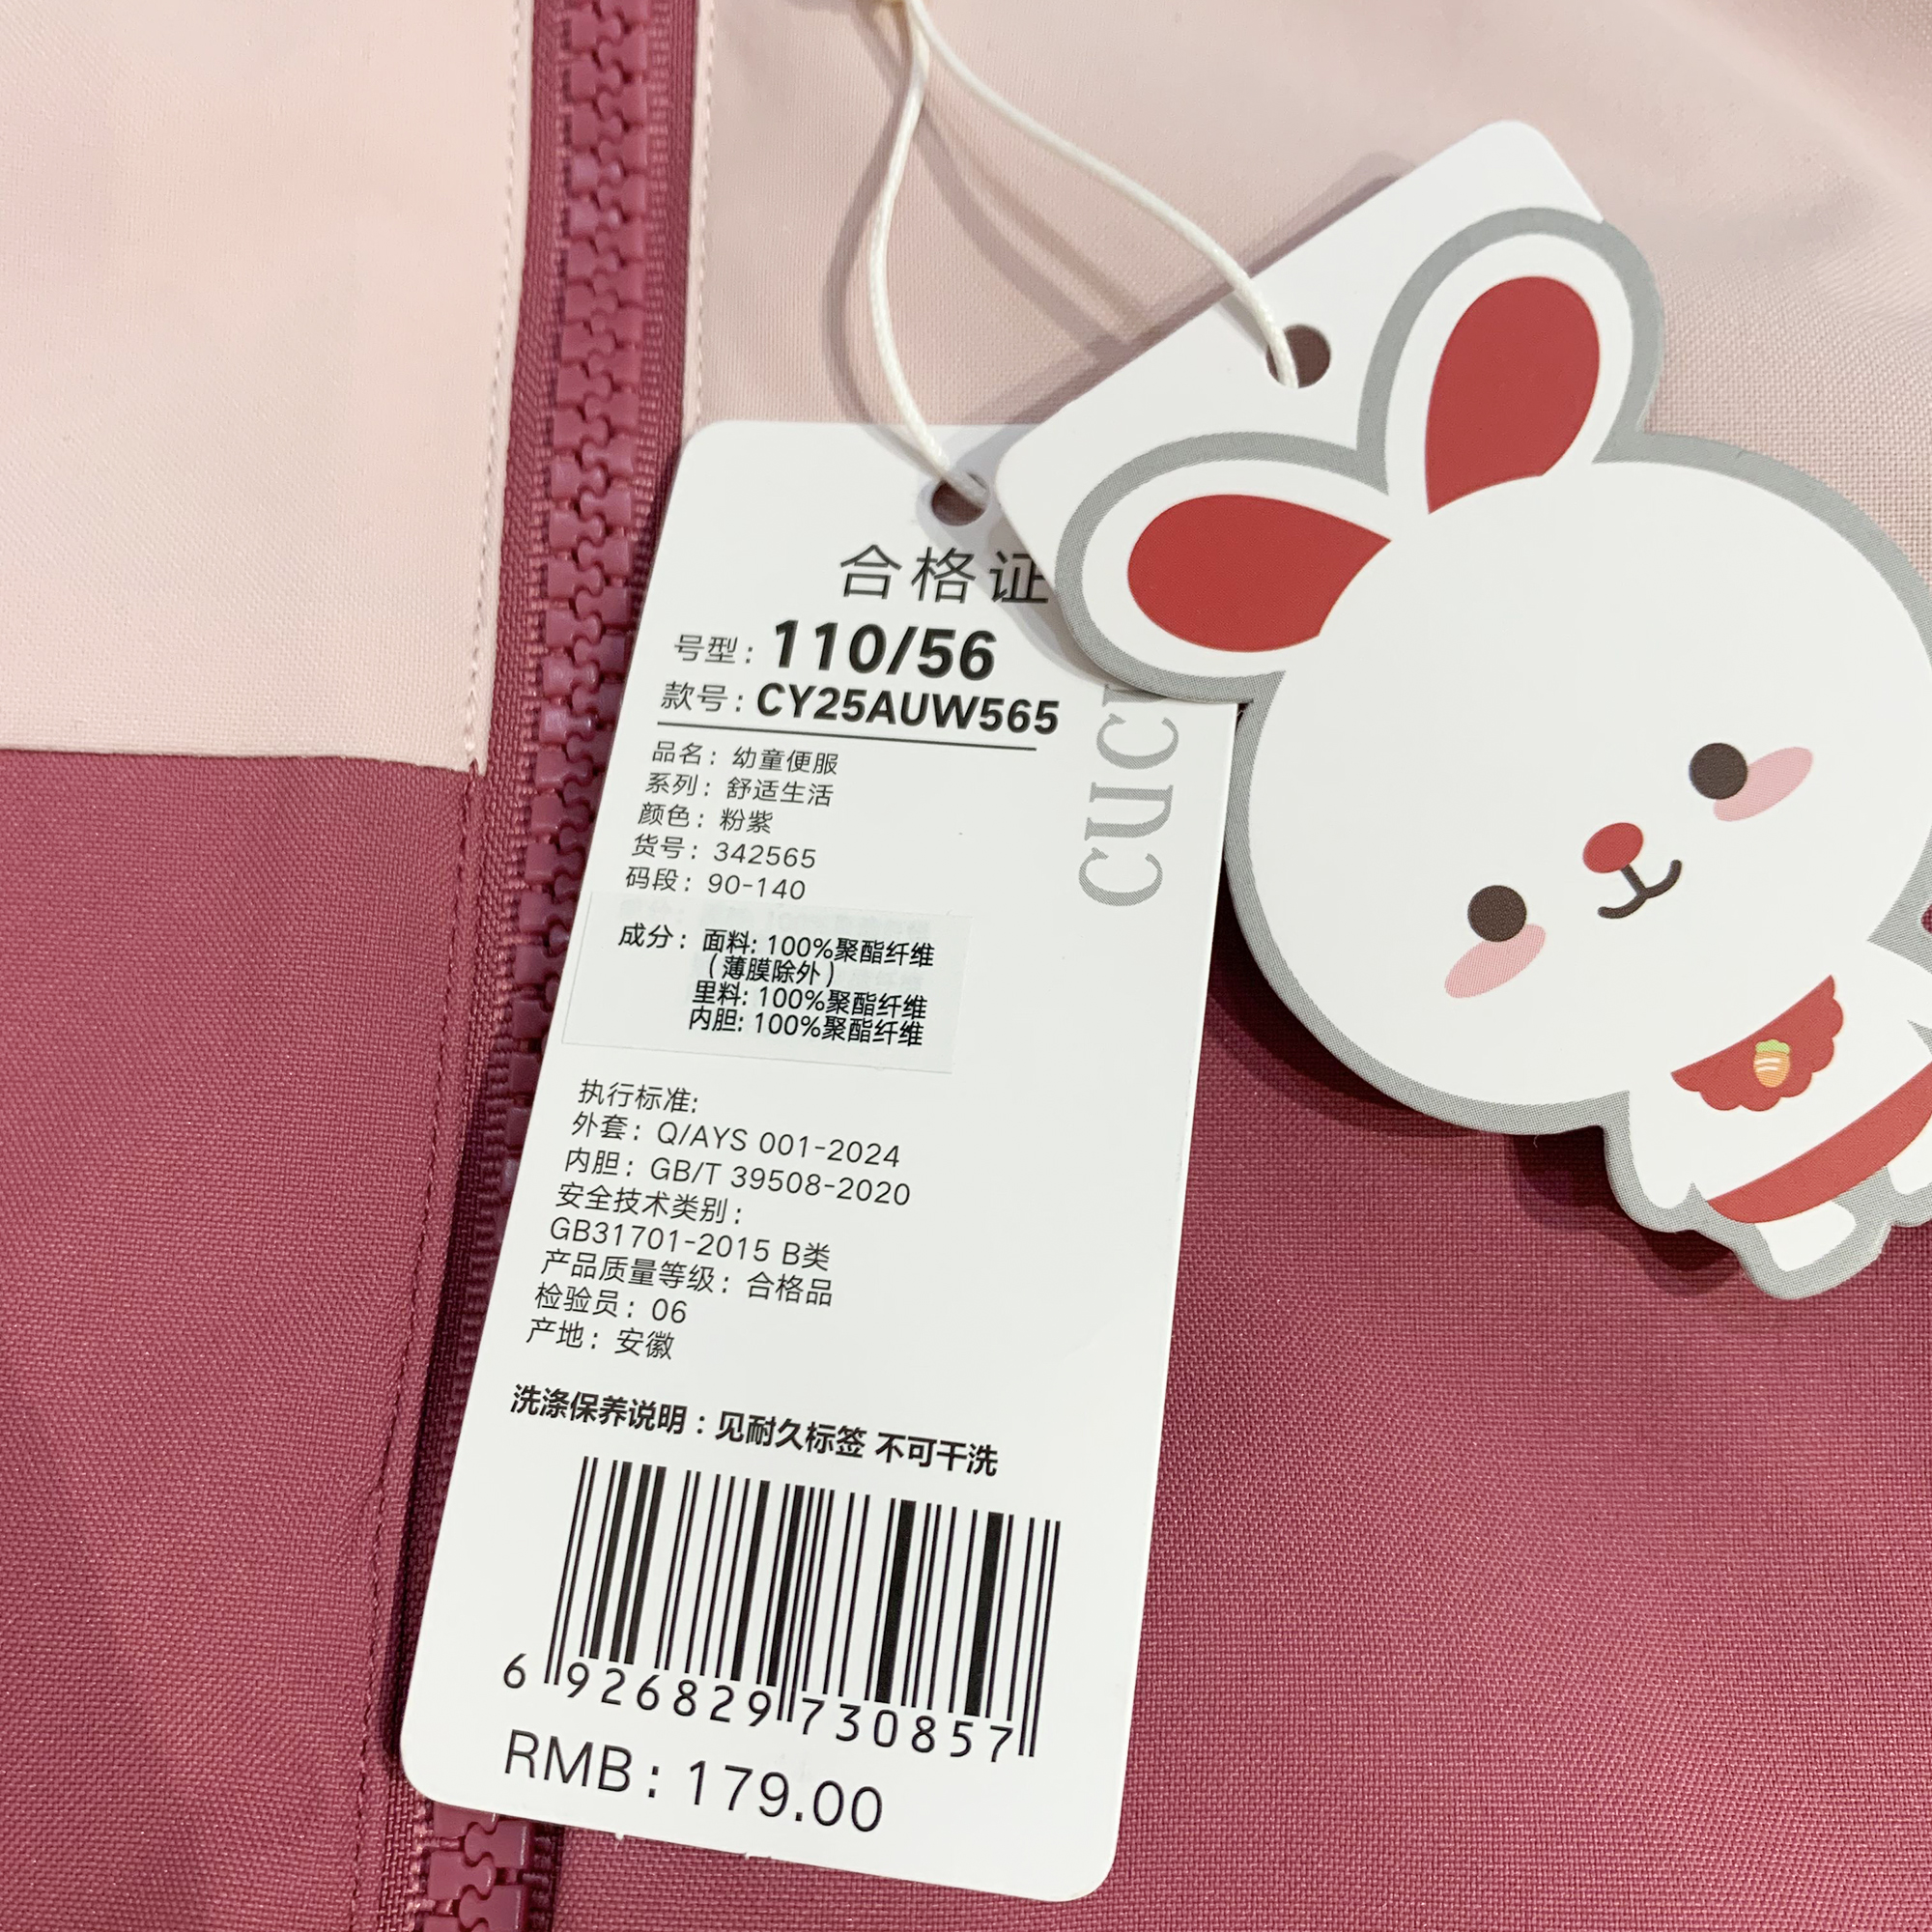 合格证
号型：110/56
款号：CY25AUW565
品名：幼童便服
系列：舒适生活
颜色：粉紫
货号：342565
码段：90-140
成分：面料: 100%聚酯纤维
（薄膜除外）
里料: 100%聚酯纤维
内胆: 100%聚酯纤维
执行标准:
外套：Q/AYS 001-2024
内胆：GB/T 39508-2020
安全技术类别：
GB31701-2015 B类
产品质量等级：合格品
检验员：06
产地：安徽
洗涤保养说明：见耐久标签 不可干洗
6 926829 730857
RMB：179.00
CUC